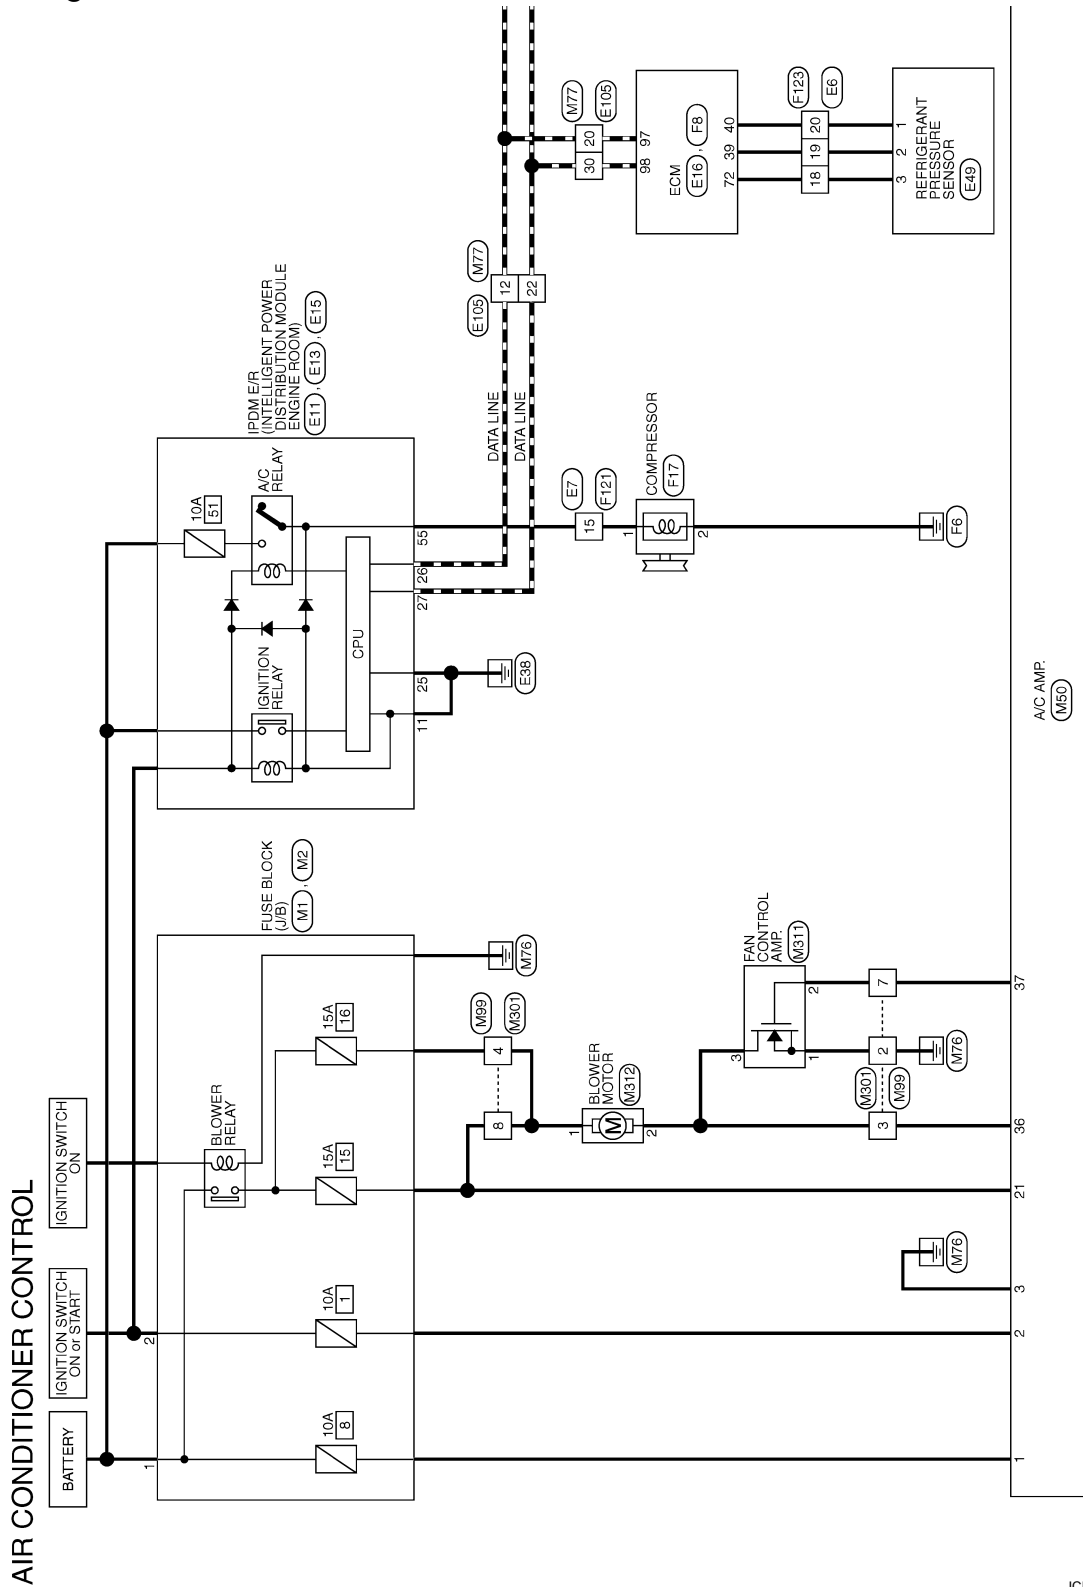 AIR CONDITIONER CONTROL
BATTERY
IGNITION SWITCH
ON or START
IGNITION SWITCH
ON
1
2
10A
8
10A
1
BLOWER
RELAY
15A
15
15A
16
FUSE BLOCK
(J/B)
M1 , M2
M76
10A
51
IGNITION
RELAY
A/C
RELAY
CPU
IPDM E/R
(INTELLIGENT POWER
DISTRIBUTION MODULE
ENGINE ROOM)
E11 , E13 , E15
11
25
27
26
55
E38
DATA LINE
DATA LINE
E105
M77
12
22
8
4
M99
M301
1
BLOWER
MOTOR
M312
M
2
FAN
CONTROL
AMP.
M311
3
1
2
M301
M99
3
2
7
M76
M76
E7
F121
15
COMPRESSOR
F17
1
2
F6
M77
E105
30
20
98
97
ECM
E16 , F8
72
39
40
F123
E6
18
19
20
3
2
1
REFRIGERANT
PRESSURE
SENSOR
E49
1
2
3
21
36
37
A/C AMP.
M50